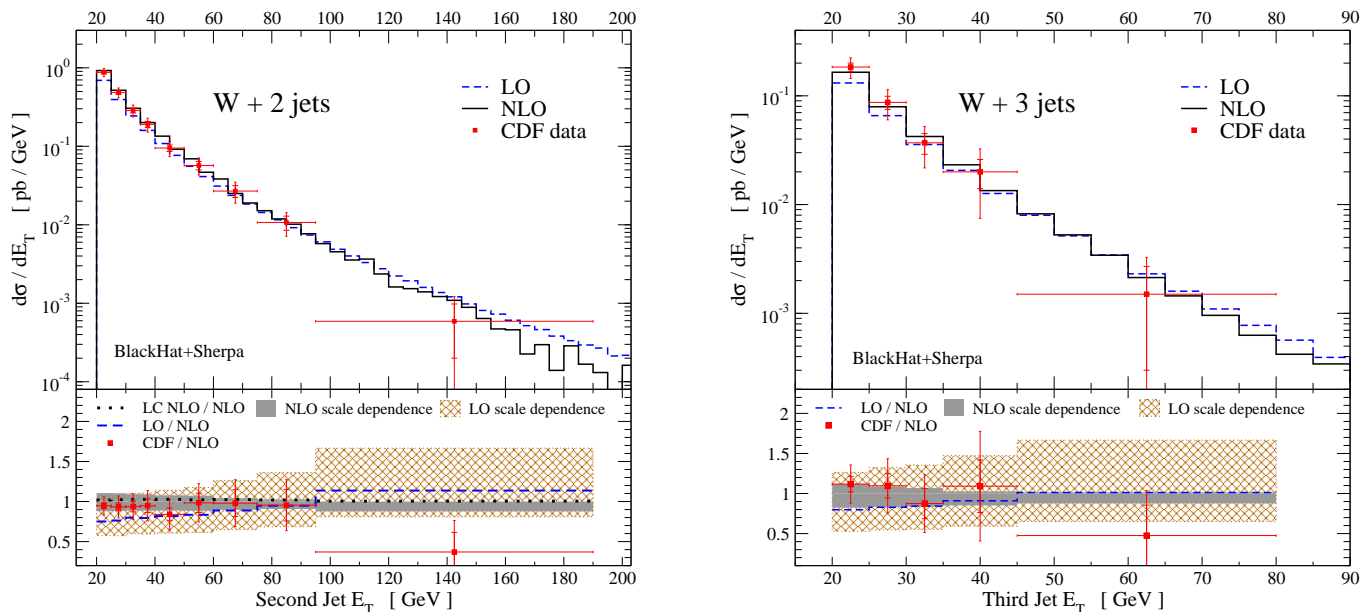 20 40 60 80 100 120 140 160 180 200
10^0
10^-1
10^-2
10^-3
10^-4
dσ / dE_T [ pb / GeV ]
W + 2 jets
LO
NLO
CDF data
BlackHat+Sherpa
2
1.5
1
0.5
LC NLO / NLO
LO / NLO
CDF / NLO
NLO scale dependence
LO scale dependence
20 40 60 80 100 120 140 160 180 200
Second Jet E_T [ GeV ]
20 30 40 50 60 70 80 90
10^-1
10^-2
10^-3
dσ / dE_T [ pb / GeV ]
W + 3 jets
LO
NLO
CDF data
BlackHat+Sherpa
2
1.5
1
0.5
LO / NLO
CDF / NLO
NLO scale dependence
LO scale dependence
20 30 40 50 60 70 80 90
Third Jet E_T [ GeV ]